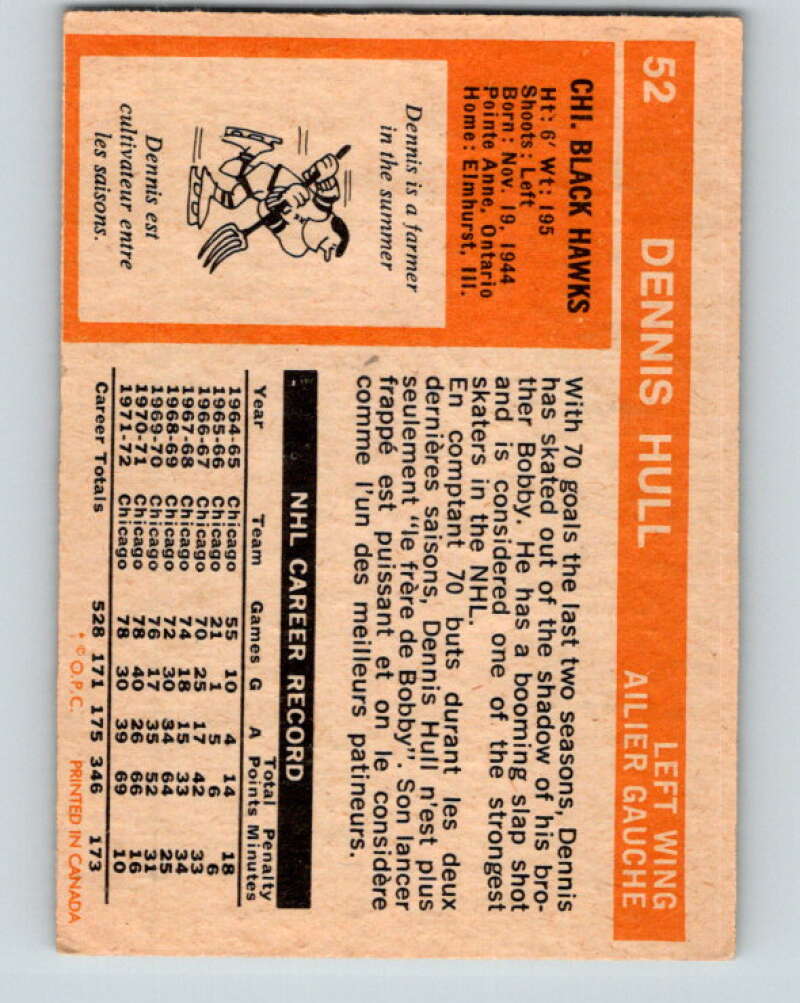 52 DENNIS HULL LEFT WING
AILIER GAUCHE
CHI. BLACK HAWKS
Ht: 6' Wt: 195
Shoots: Left
Born: Nov. 19, 1944
Pointe Anne, Ontario
Home: Elmhurst, Ill.
Dennis is a farmer
in the summer
Dennis est
cultivateur entre
les saisons.
With 70 goals the last two seasons, Dennis
has skated out of the shadow of his bro-
ther Bobby. He has a booming slap shot
and is considered one of the strongest
skaters in the NHL.
En comptant 70 buts durant les deux
dernières saisons, Dennis Hull n'est plus
seulement "le frère de Bobby". Son lancer
frappé est puissant et on le considère
comme l'un des meilleurs patineurs.
NHL CAREER RECORD
Total Penalty
Year Team Games G A Points Minutes
1964-65 Chicago 55 10 4 14 18
1965-66 Chicago 21 1 5 6 6
1966-67 Chicago 70 25 17 42 33
1967-68 Chicago 74 18 15 33 34
1968-69 Chicago 72 30 34 64 25
1969-70 Chicago 76 17 35 52 31
1970-71 Chicago 78 40 26 66 16
1971-72 Chicago 78 30 39 69 10
Career Totals 528 171 175 346 173
* © O.P.C. PRINTED IN CANADA